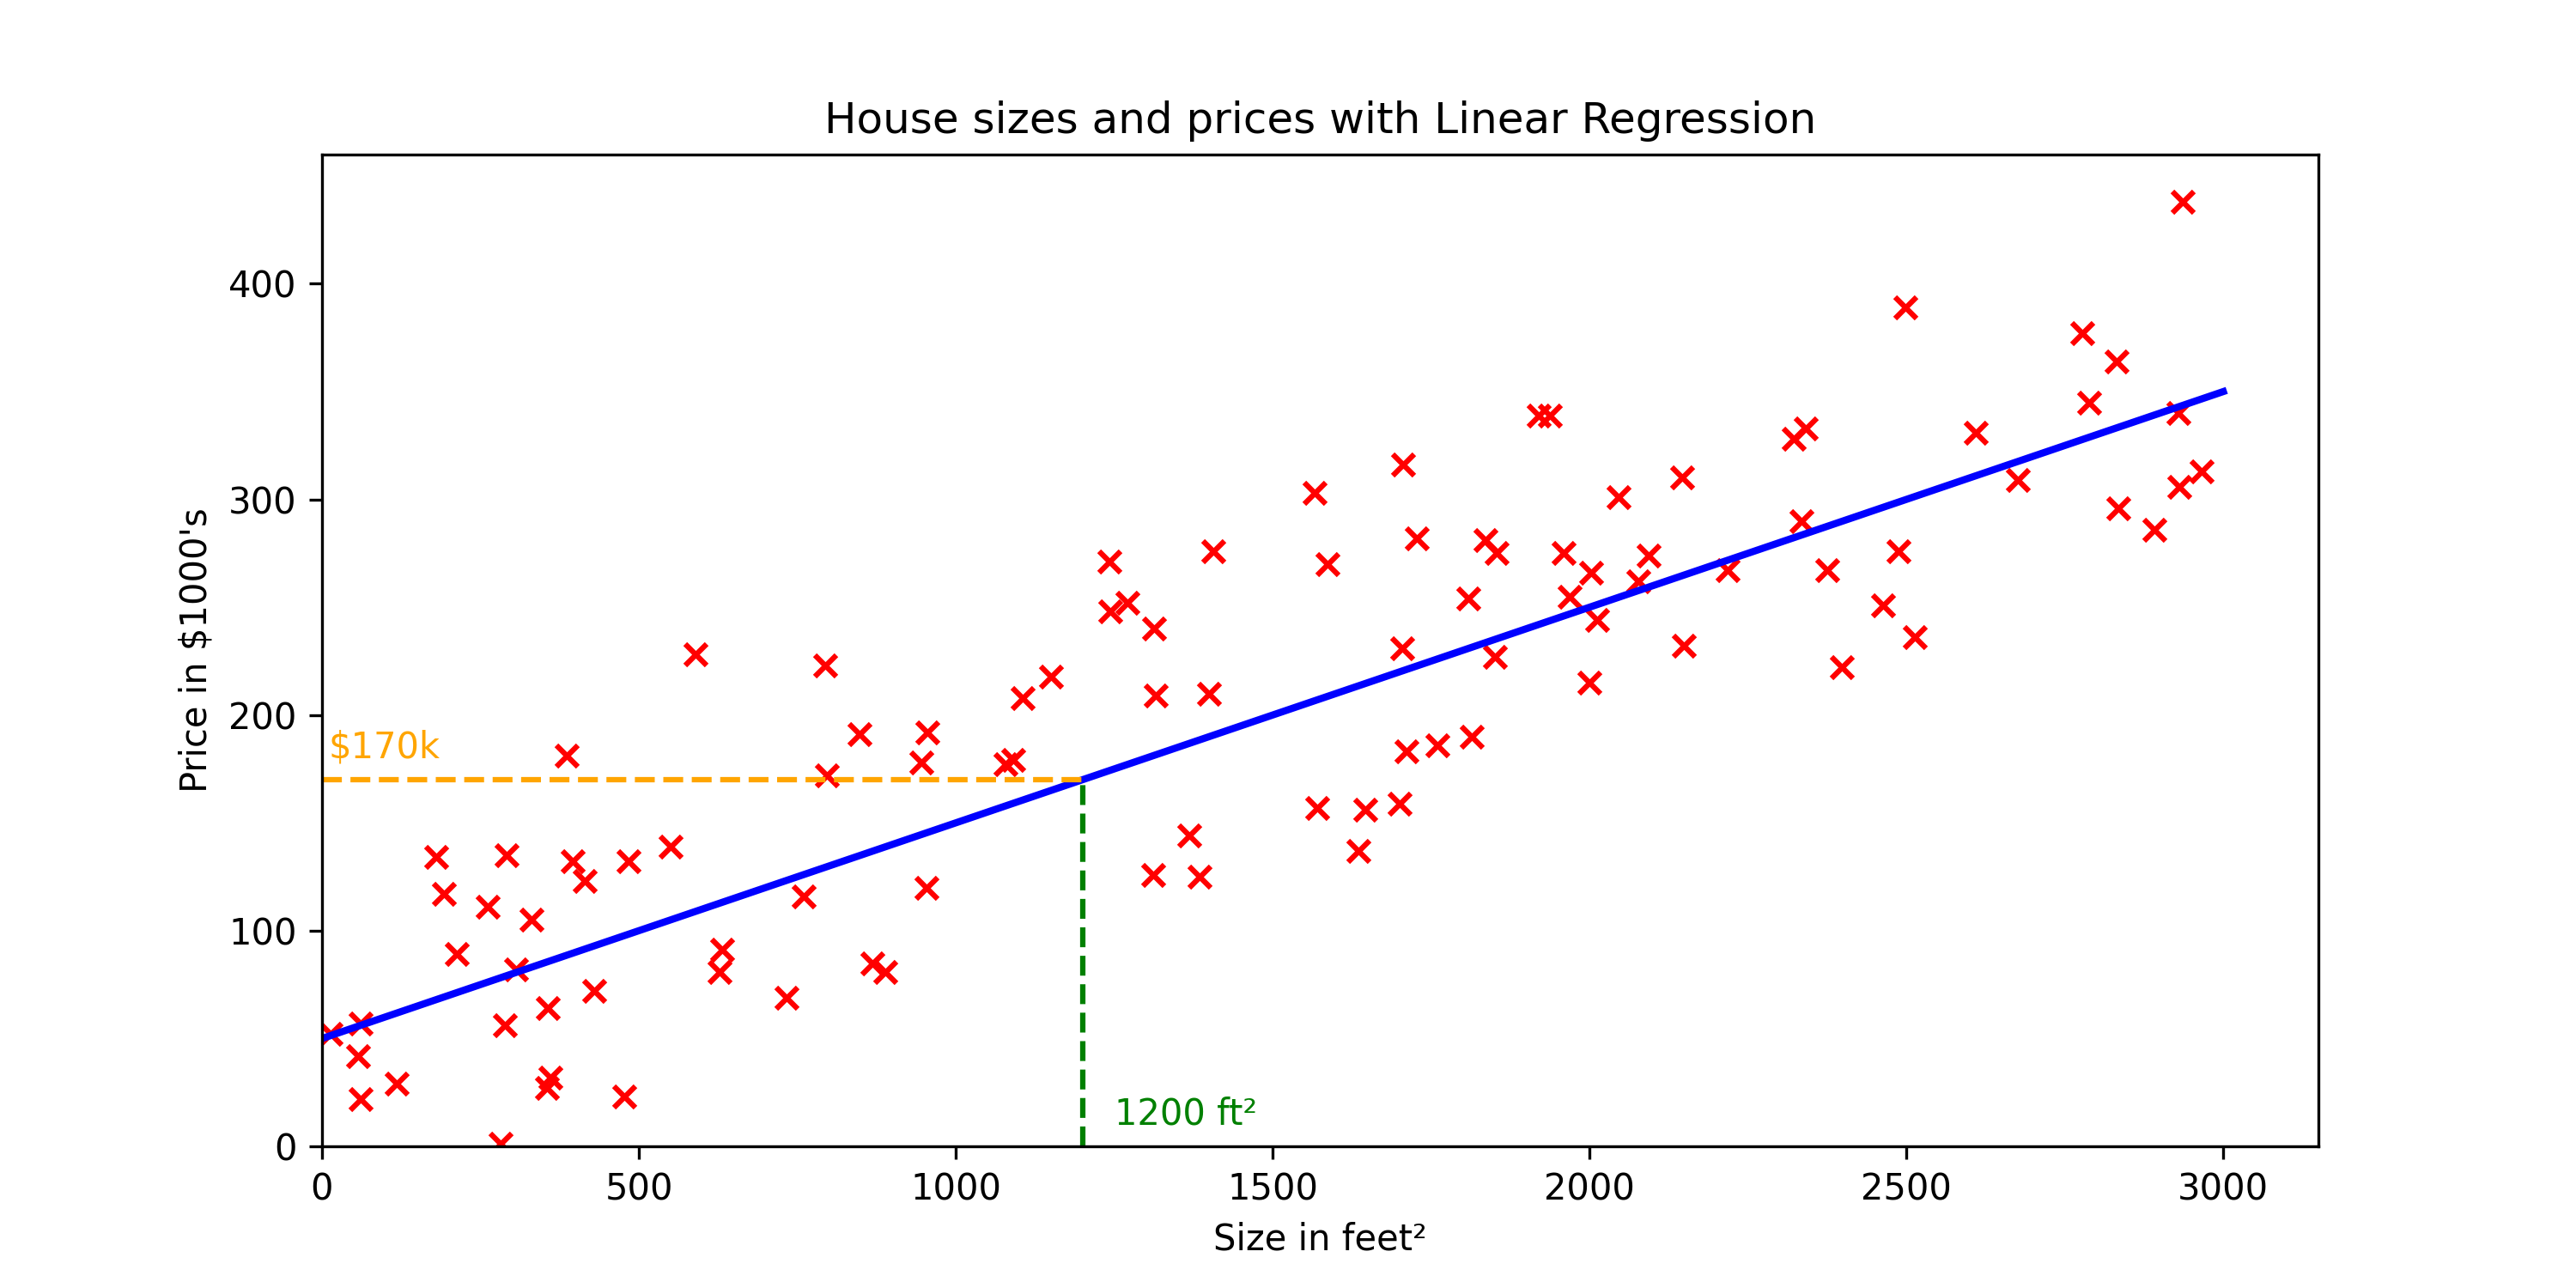 House sizes and prices with Linear Regression
Price in $1000's
400
300
200
100
0
$170k
1200 ft²
0 500 1000 1500 2000 2500 3000
Size in feet²